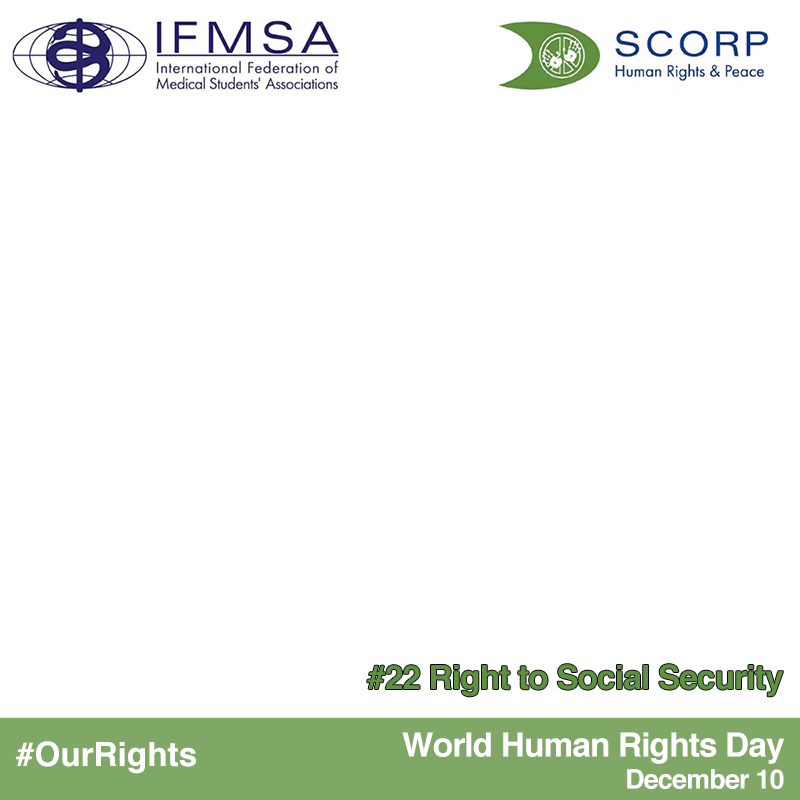 IFMSA
International Federation of
Medical Students' Associations
SCORP
Human Rights & Peace
#22 Right to Social Security
#OurRights
World Human Rights Day
December 10